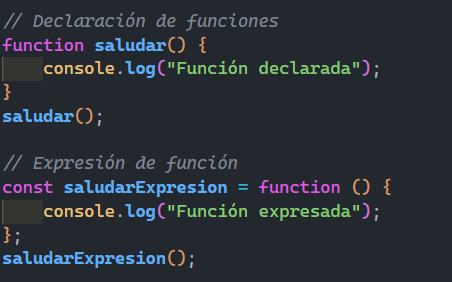 // Declaración de funciones
function saludar() {
    console.log("Función declarada");
}
saludar();

// Expresión de función
const saludarExpresion = function () {
    console.log("Función expresada");
};
saludarExpresion();